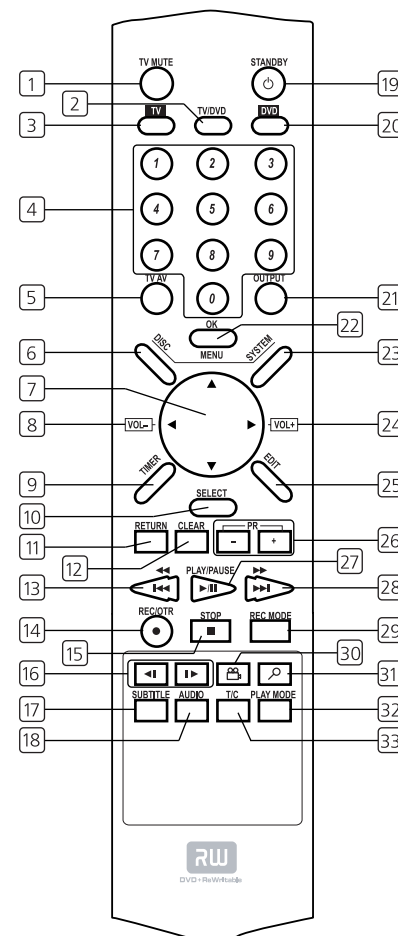 TV MUTE STANDBY
1 19
2
3 TV TV/DVD DVD 20
1 2 3
4 4 5 6
7 8 9
5 TV AV 0 OUTPUT 21
OK 22
6 DISC MENU SYSTEM 23
7
8 VOL– VOL+ 24
9 TIMER EDIT 25
10 SELECT
11 RETURN CLEAR – PR + 26
12 27
13 PLAY/PAUSE 28
14 REC/OTR STOP REC MODE 29
15 30
16 31
17 SUBTITLE AUDIO T/C PLAY MODE 32
18 33
RW
DVD+ReWritable